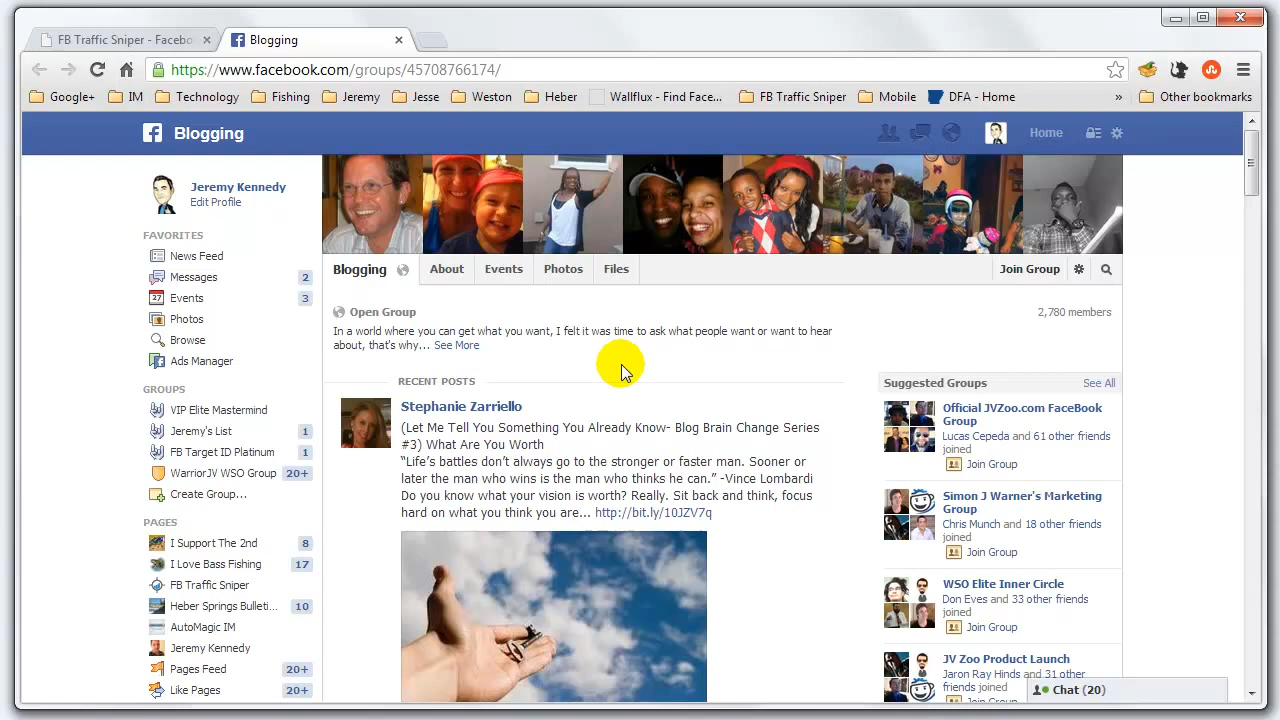 FB Traffic Sniper - Facebo
Blogging
https://www.facebook.com/groups/45708766174/
Google+
IM
Technology
Fishing
Jeremy
Jesse
Weston
Heber
Wallflux - Find Face...
FB Traffic Sniper
Mobile
DFA - Home
»
Other bookmarks
Blogging
Home
Jeremy Kennedy
Edit Profile
FAVORITES
News Feed
Messages 2
27 Events 3
Photos
Browse
Ads Manager
GROUPS
VIP Elite Mastermind
Jeremy's List 1
FB Target ID Platinum 1
WarriorJV WSO Group 20+
Create Group...
PAGES
I Support The 2nd 8
I Love Bass Fishing 17
FB Traffic Sniper
Heber Springs Bulleti... 10
AutoMagic IM
Jeremy Kennedy
Pages Feed 20+
Like Pages 20+
Blogging
About
Events
Photos
Files
Join Group
Open Group
2,780 members
In a world where you can get what you want, I felt it was time to ask what people want or want to hear
about, that's why... See More
RECENT POSTS
Stephanie Zarriello
(Let Me Tell You Something You Already Know- Blog Brain Change Series
#3) What Are You Worth
“Life's battles don't always go to the stronger or faster man. Sooner or
later the man who wins is the man who thinks he can.” -Vince Lombardi
Do you know what your vision is worth? Really. Sit back and think, focus
hard on what you think you are... http://bit.ly/10JZV7q
Suggested Groups
See All
Official JVZoo.com FaceBook
Group
Lucas Cepeda and 61 other friends
joined
Join Group
Simon J Warner's Marketing
Group
Chris Munch and 18 other friends
joined
Join Group
WSO Elite Inner Circle
Don Eves and 33 other friends
joined
Join Group
JV Zoo Product Launch
Jaron Ray Hinds and 31 other
friends joined
Join Group
Chat (20)